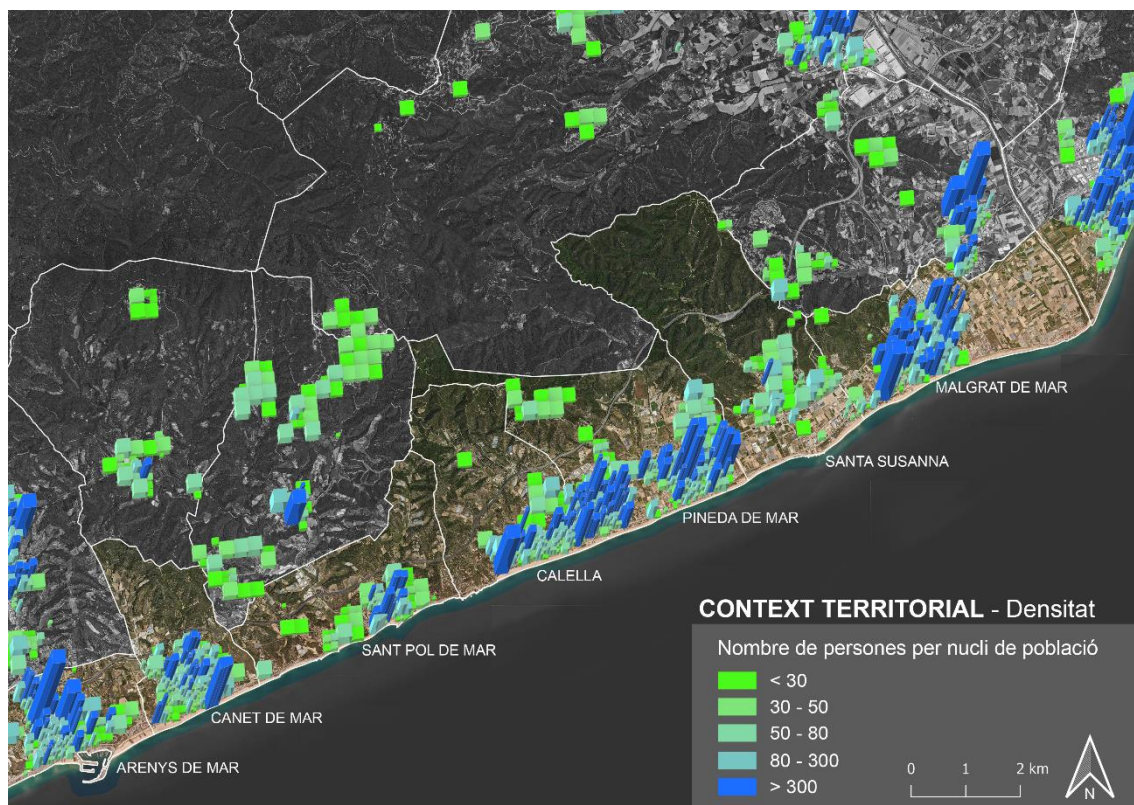 MALGRAT DE MAR
SANTA SUSANNA
PINEDA DE MAR
CALELLA
SANT POL DE MAR
CANET DE MAR
ARENYS DE MAR
CONTEXT TERRITORIAL - Densitat
Nombre de persones per nucli de població
< 30
30 - 50
50 - 80
80 - 300
> 300
0 1 2 km
N